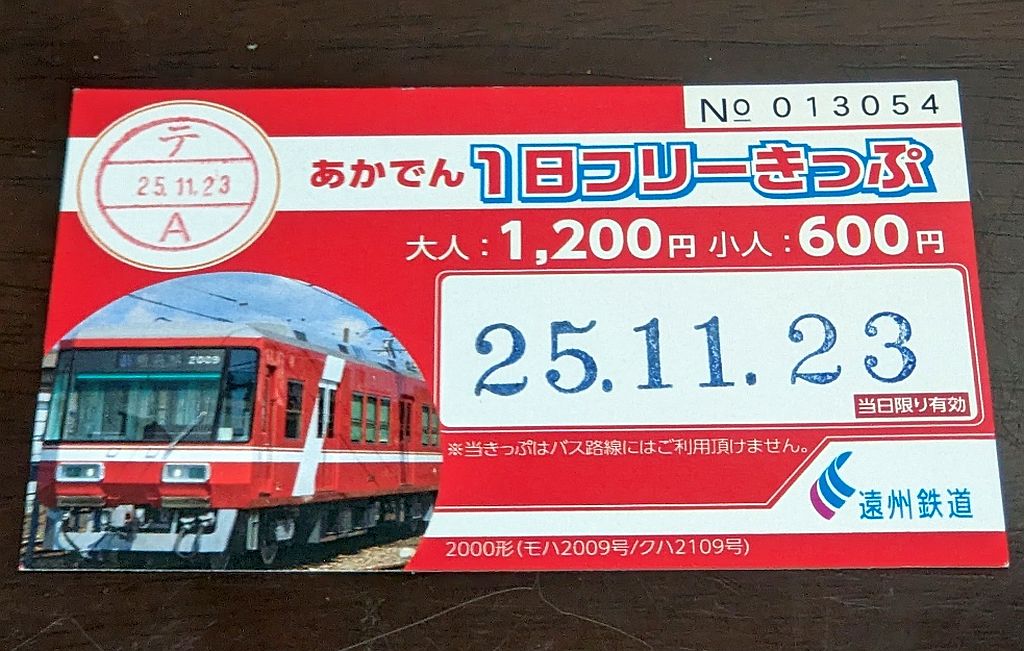 № 013054
テ
25.11.23
A
あかでん 1日フリーきっぷ
大人:1,200円 小人:600円
25.11.23
当日限り有効
※当きっぷはバス路線にはご利用頂けません。
遠州鉄道
2009
2000形(モハ2009号/クハ2109号)